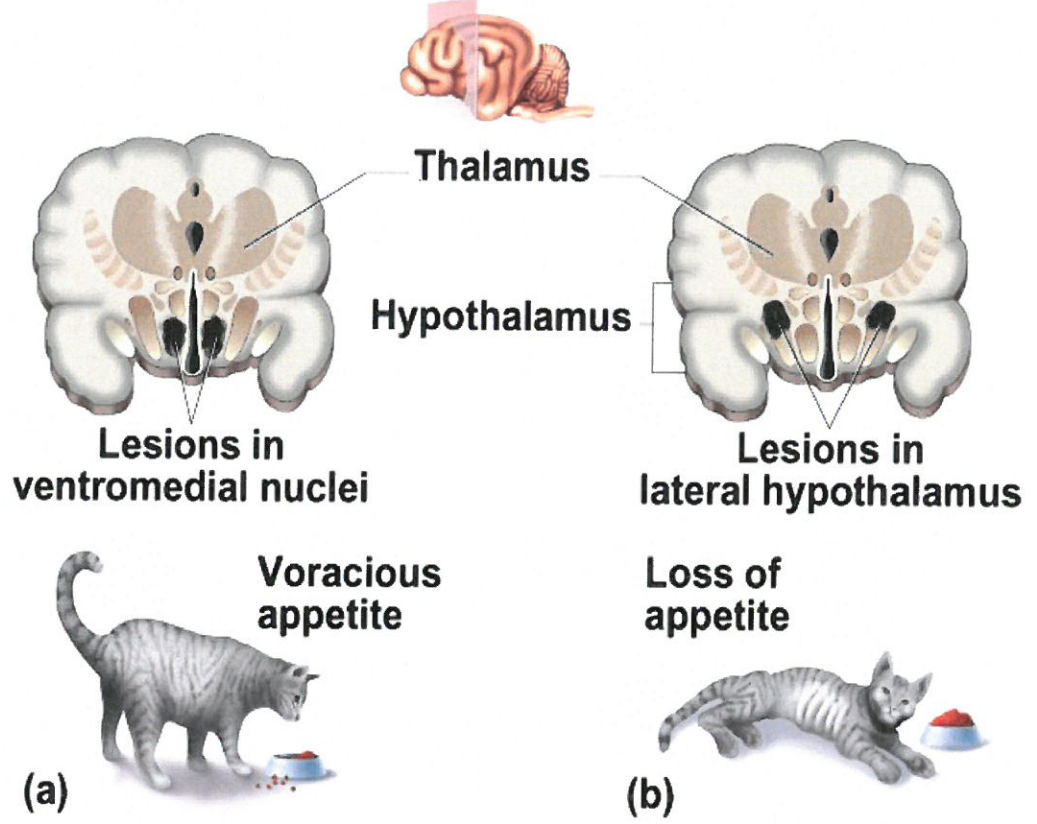 Thalamus
Hypothalamus
Lesions in
ventromedial nuclei
Lesions in
lateral hypothalamus
Voracious
appetite
Loss of
appetite
(a)
(b)